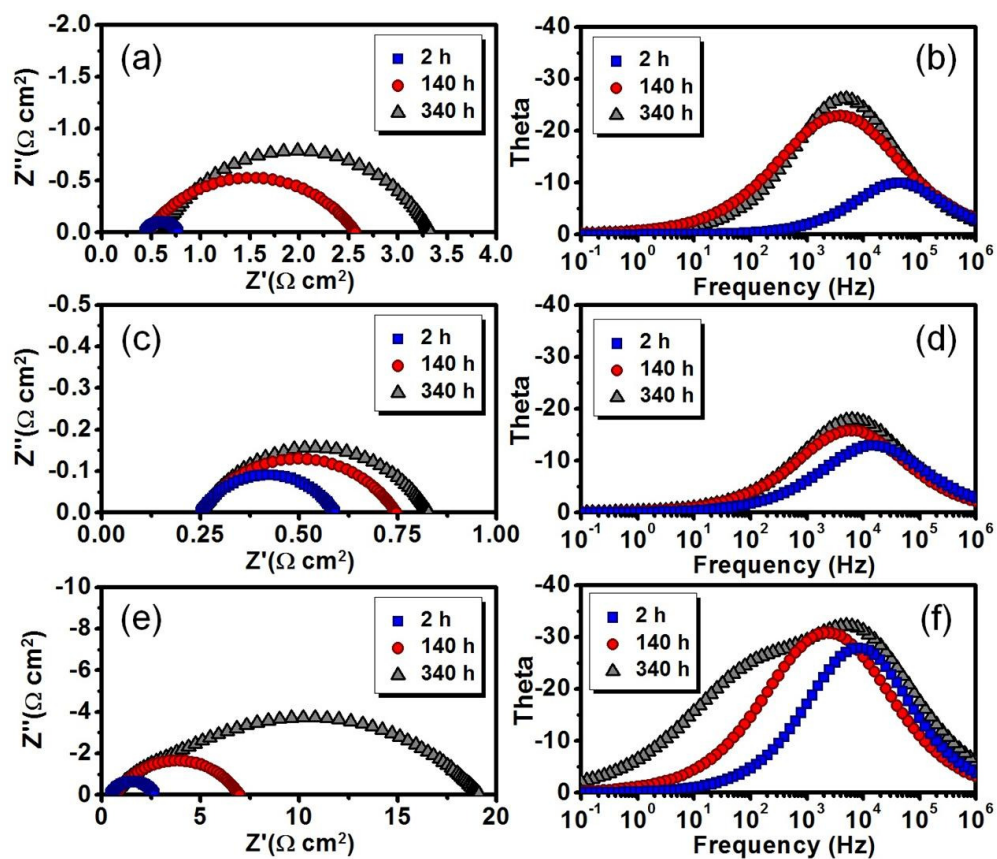 (a)
2 h
140 h
340 h
Z''(Ω cm²)
-2.0
-1.5
-1.0
-0.5
0.0
0.0 0.5 1.0 1.5 2.0 2.5 3.0 3.5 4.0
Z'(Ω cm²)
(b)
2 h
140 h
340 h
Theta
-40
-30
-20
-10
0
10⁻¹ 10⁰ 10¹ 10² 10³ 10⁴ 10⁵ 10⁶
Frequency (Hz)
(c)
2 h
140 h
340 h
Z''(Ω cm²)
-0.5
-0.4
-0.3
-0.2
-0.1
0.0
0.00 0.25 0.50 0.75 1.00
Z'(Ω cm²)
(d)
2 h
140 h
340 h
Theta
-40
-30
-20
-10
0
10⁻¹ 10⁰ 10¹ 10² 10³ 10⁴ 10⁵ 10⁶
Frequency (Hz)
(e)
2 h
140 h
340 h
Z''(Ω cm²)
-10
-8
-6
-4
-2
0
0 5 10 15 20
Z'(Ω cm²)
(f)
2 h
140 h
340 h
Theta
-40
-30
-20
-10
0
10⁻¹ 10⁰ 10¹ 10² 10³ 10⁴ 10⁵ 10⁶
Frequency (Hz)